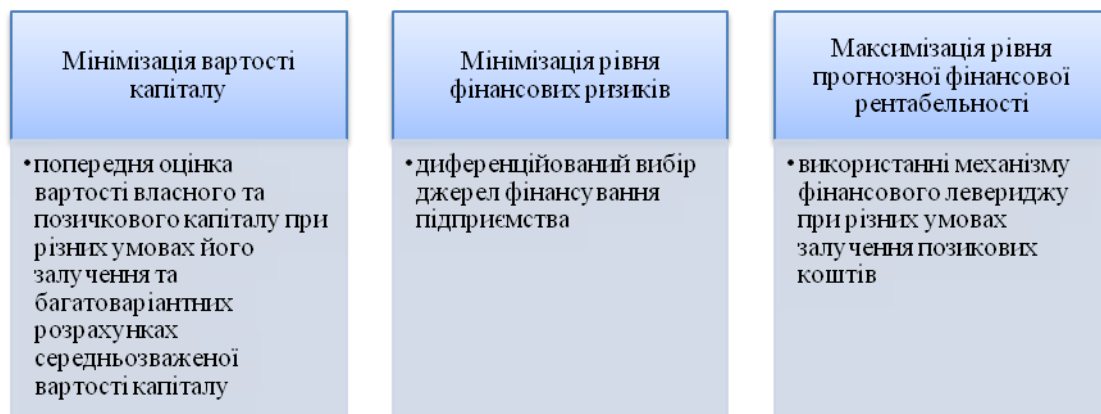 Мінімізація вартості
капіталу
• попередня оцінка
вартості власного та
позичкового капіталу при
різних умовах його
залучення та
багатоваріантних
розрахунках
середньозваженої
вартості капіталу
Мінімізація рівня
фінансових ризиків
• диференційований вибір
джерел фінансування
підприємства
Максимізація рівня
прогнозної фінансової
рентабельності
• використанні механізму
фінансового левериджу
при різних умовах
залучення позикових
коштів